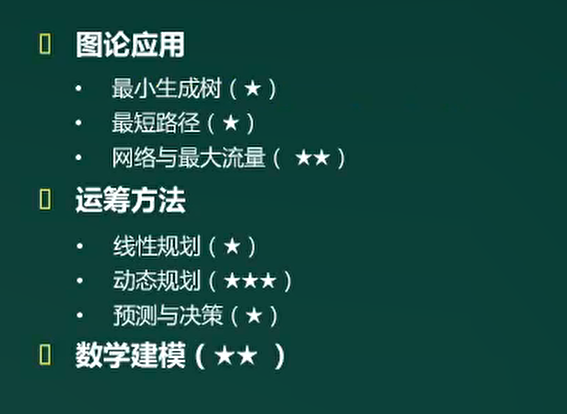 图论应用
• 最小生成树（★）
• 最短路径（★）
• 网络与最大流量（ ★★）
运筹方法
• 线性规划（★）
• 动态规划（★★★）
• 预测与决策（★）
数学建模（★★ ）